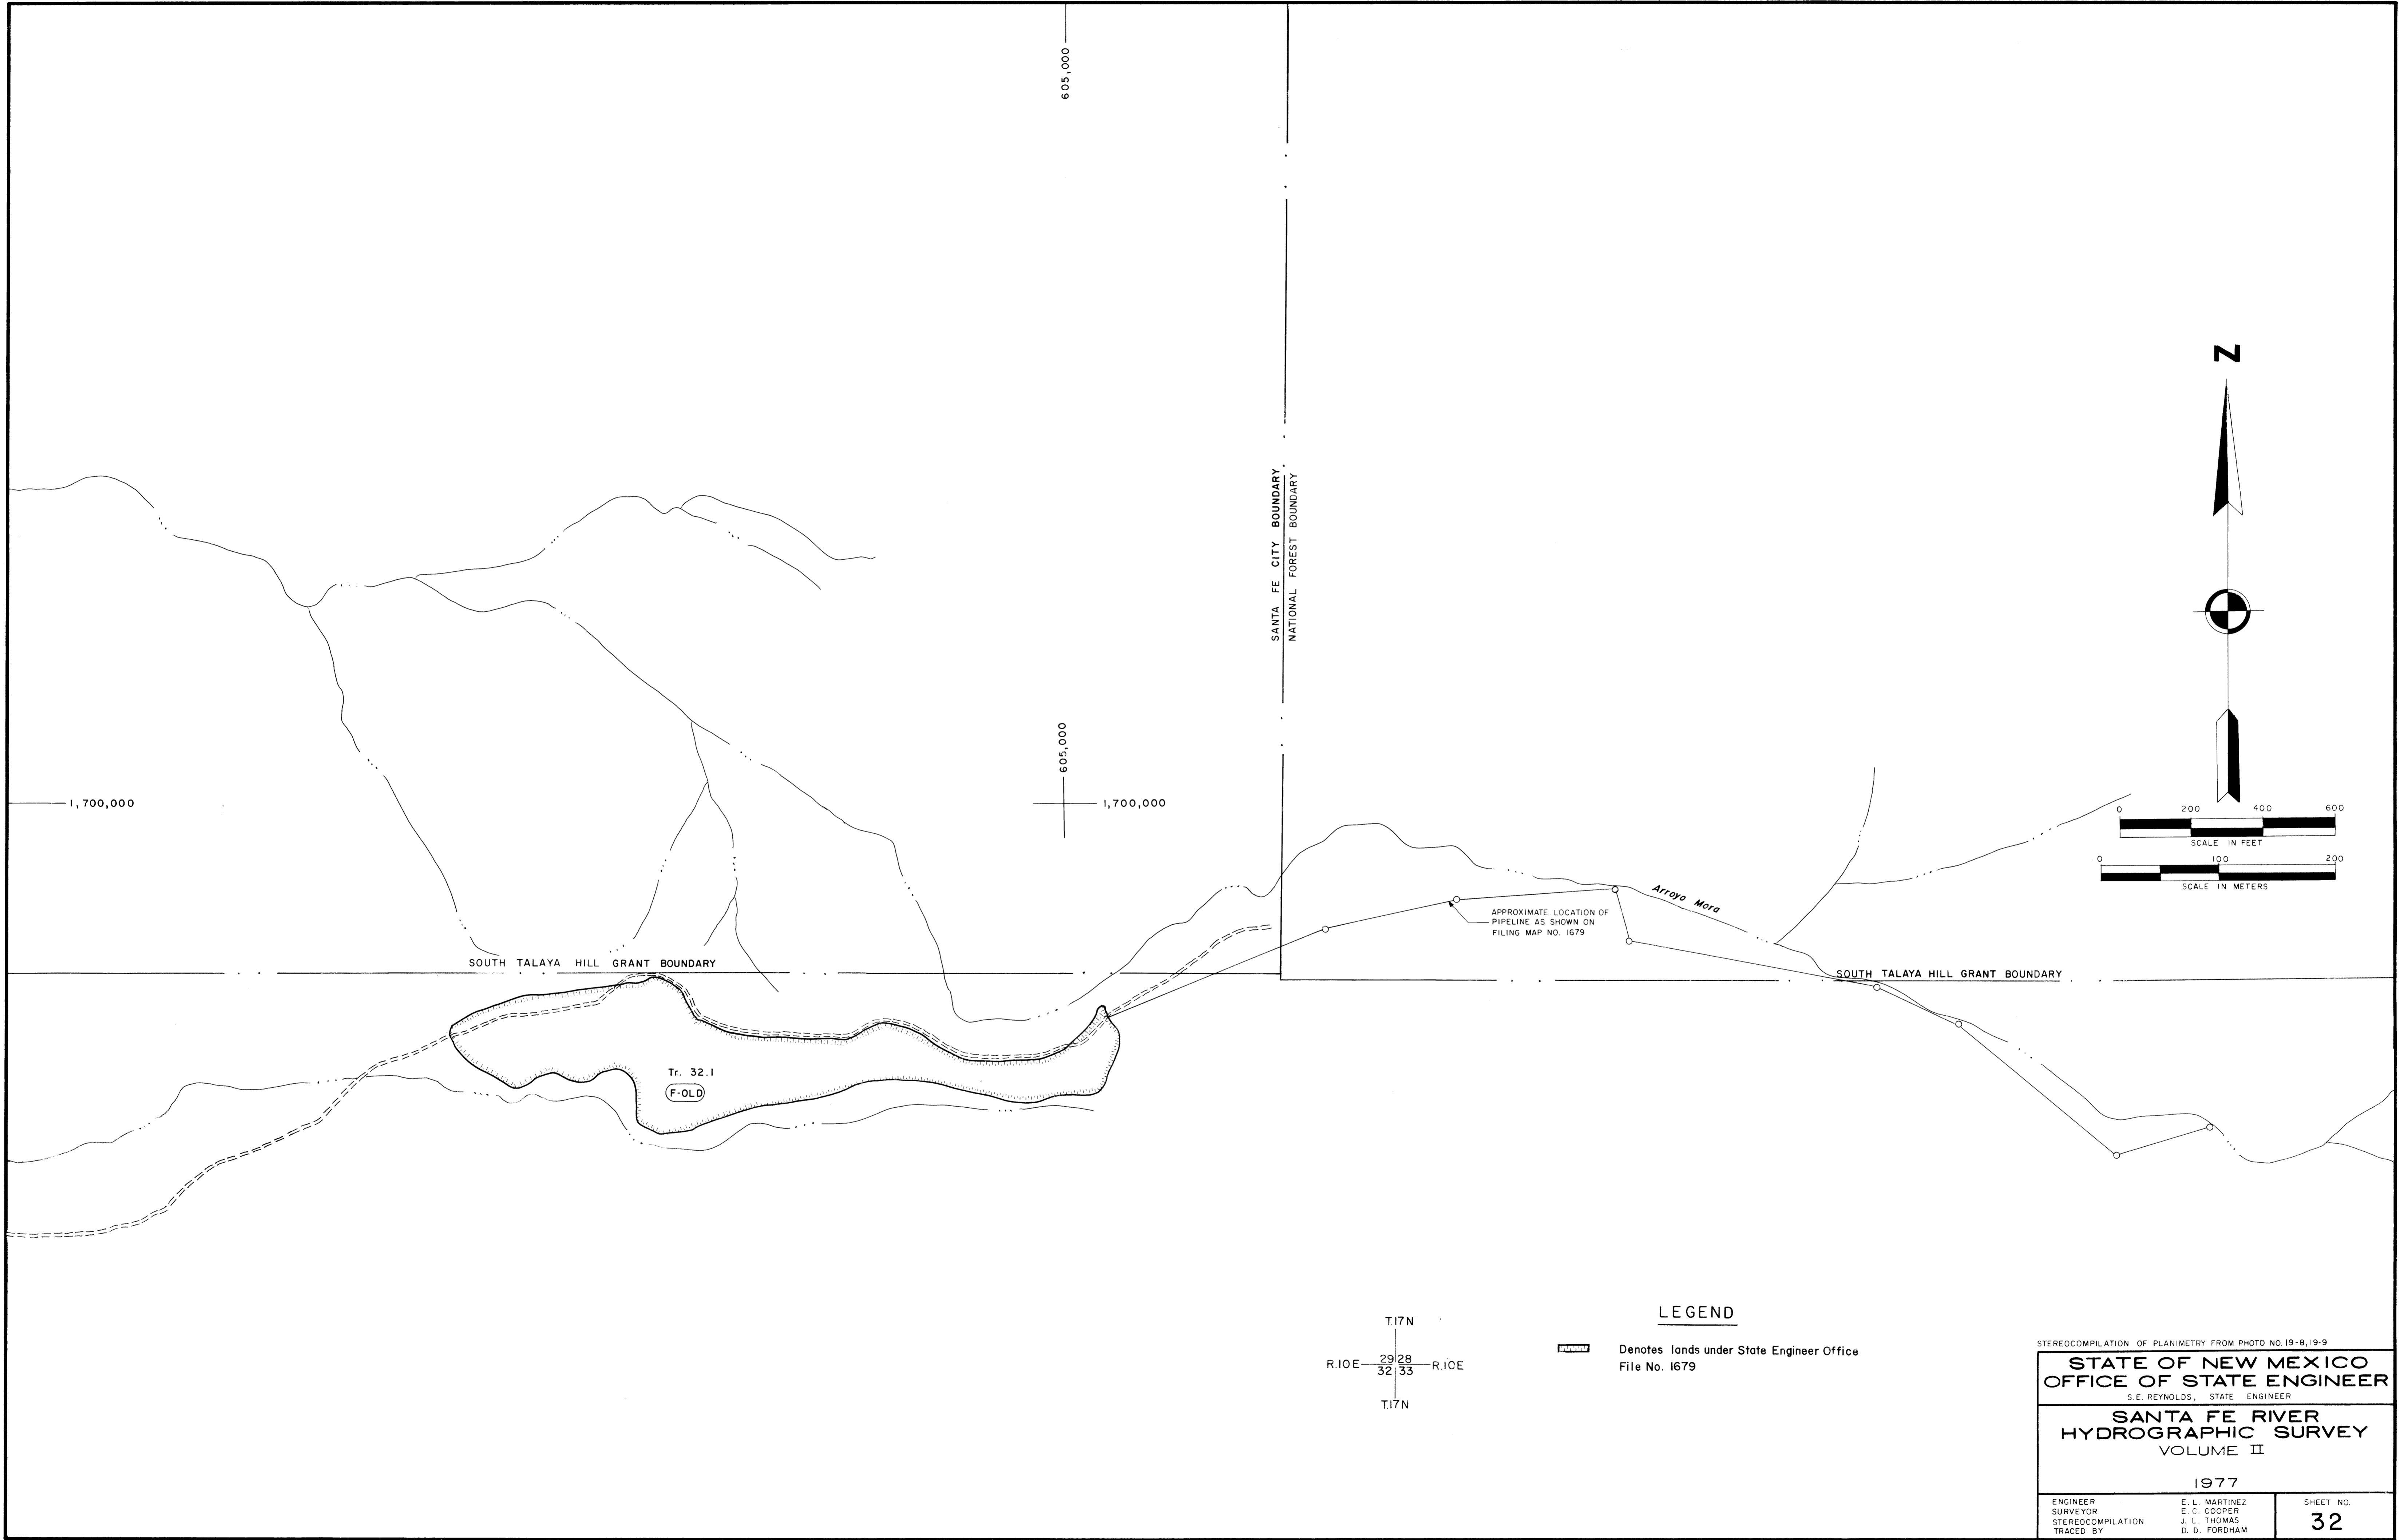 605,000
SANTA FE CITY BOUNDARY
NATIONAL FOREST BOUNDARY
N
605,000
1,700,000
1,700,000
0 200 400 600
SCALE IN FEET
0 100 200
SCALE IN METERS
Arroyo Mora
APPROXIMATE LOCATION OF
PIPELINE AS SHOWN ON
FILING MAP NO. 1679
SOUTH TALAYA HILL GRANT BOUNDARY
SOUTH TALAYA HILL GRANT BOUNDARY
Tr. 32.1
F-OLD
T.17N
R.10E 29 28 R.10E
32 33
T.17N
LEGEND
Denotes lands under State Engineer Office
File No. 1679
STEREOCOMPILATION OF PLANIMETRY FROM PHOTO NO. 19-8,19-9
STATE OF NEW MEXICO
OFFICE OF STATE ENGINEER
S.E. REYNOLDS, STATE ENGINEER
SANTA FE RIVER
HYDROGRAPHIC SURVEY
VOLUME II
1977
ENGINEER E. L. MARTINEZ
SURVEYOR E. C. COOPER
STEREOCOMPILATION J. L. THOMAS
TRACED BY D. D. FORDHAM
SHEET NO.
32